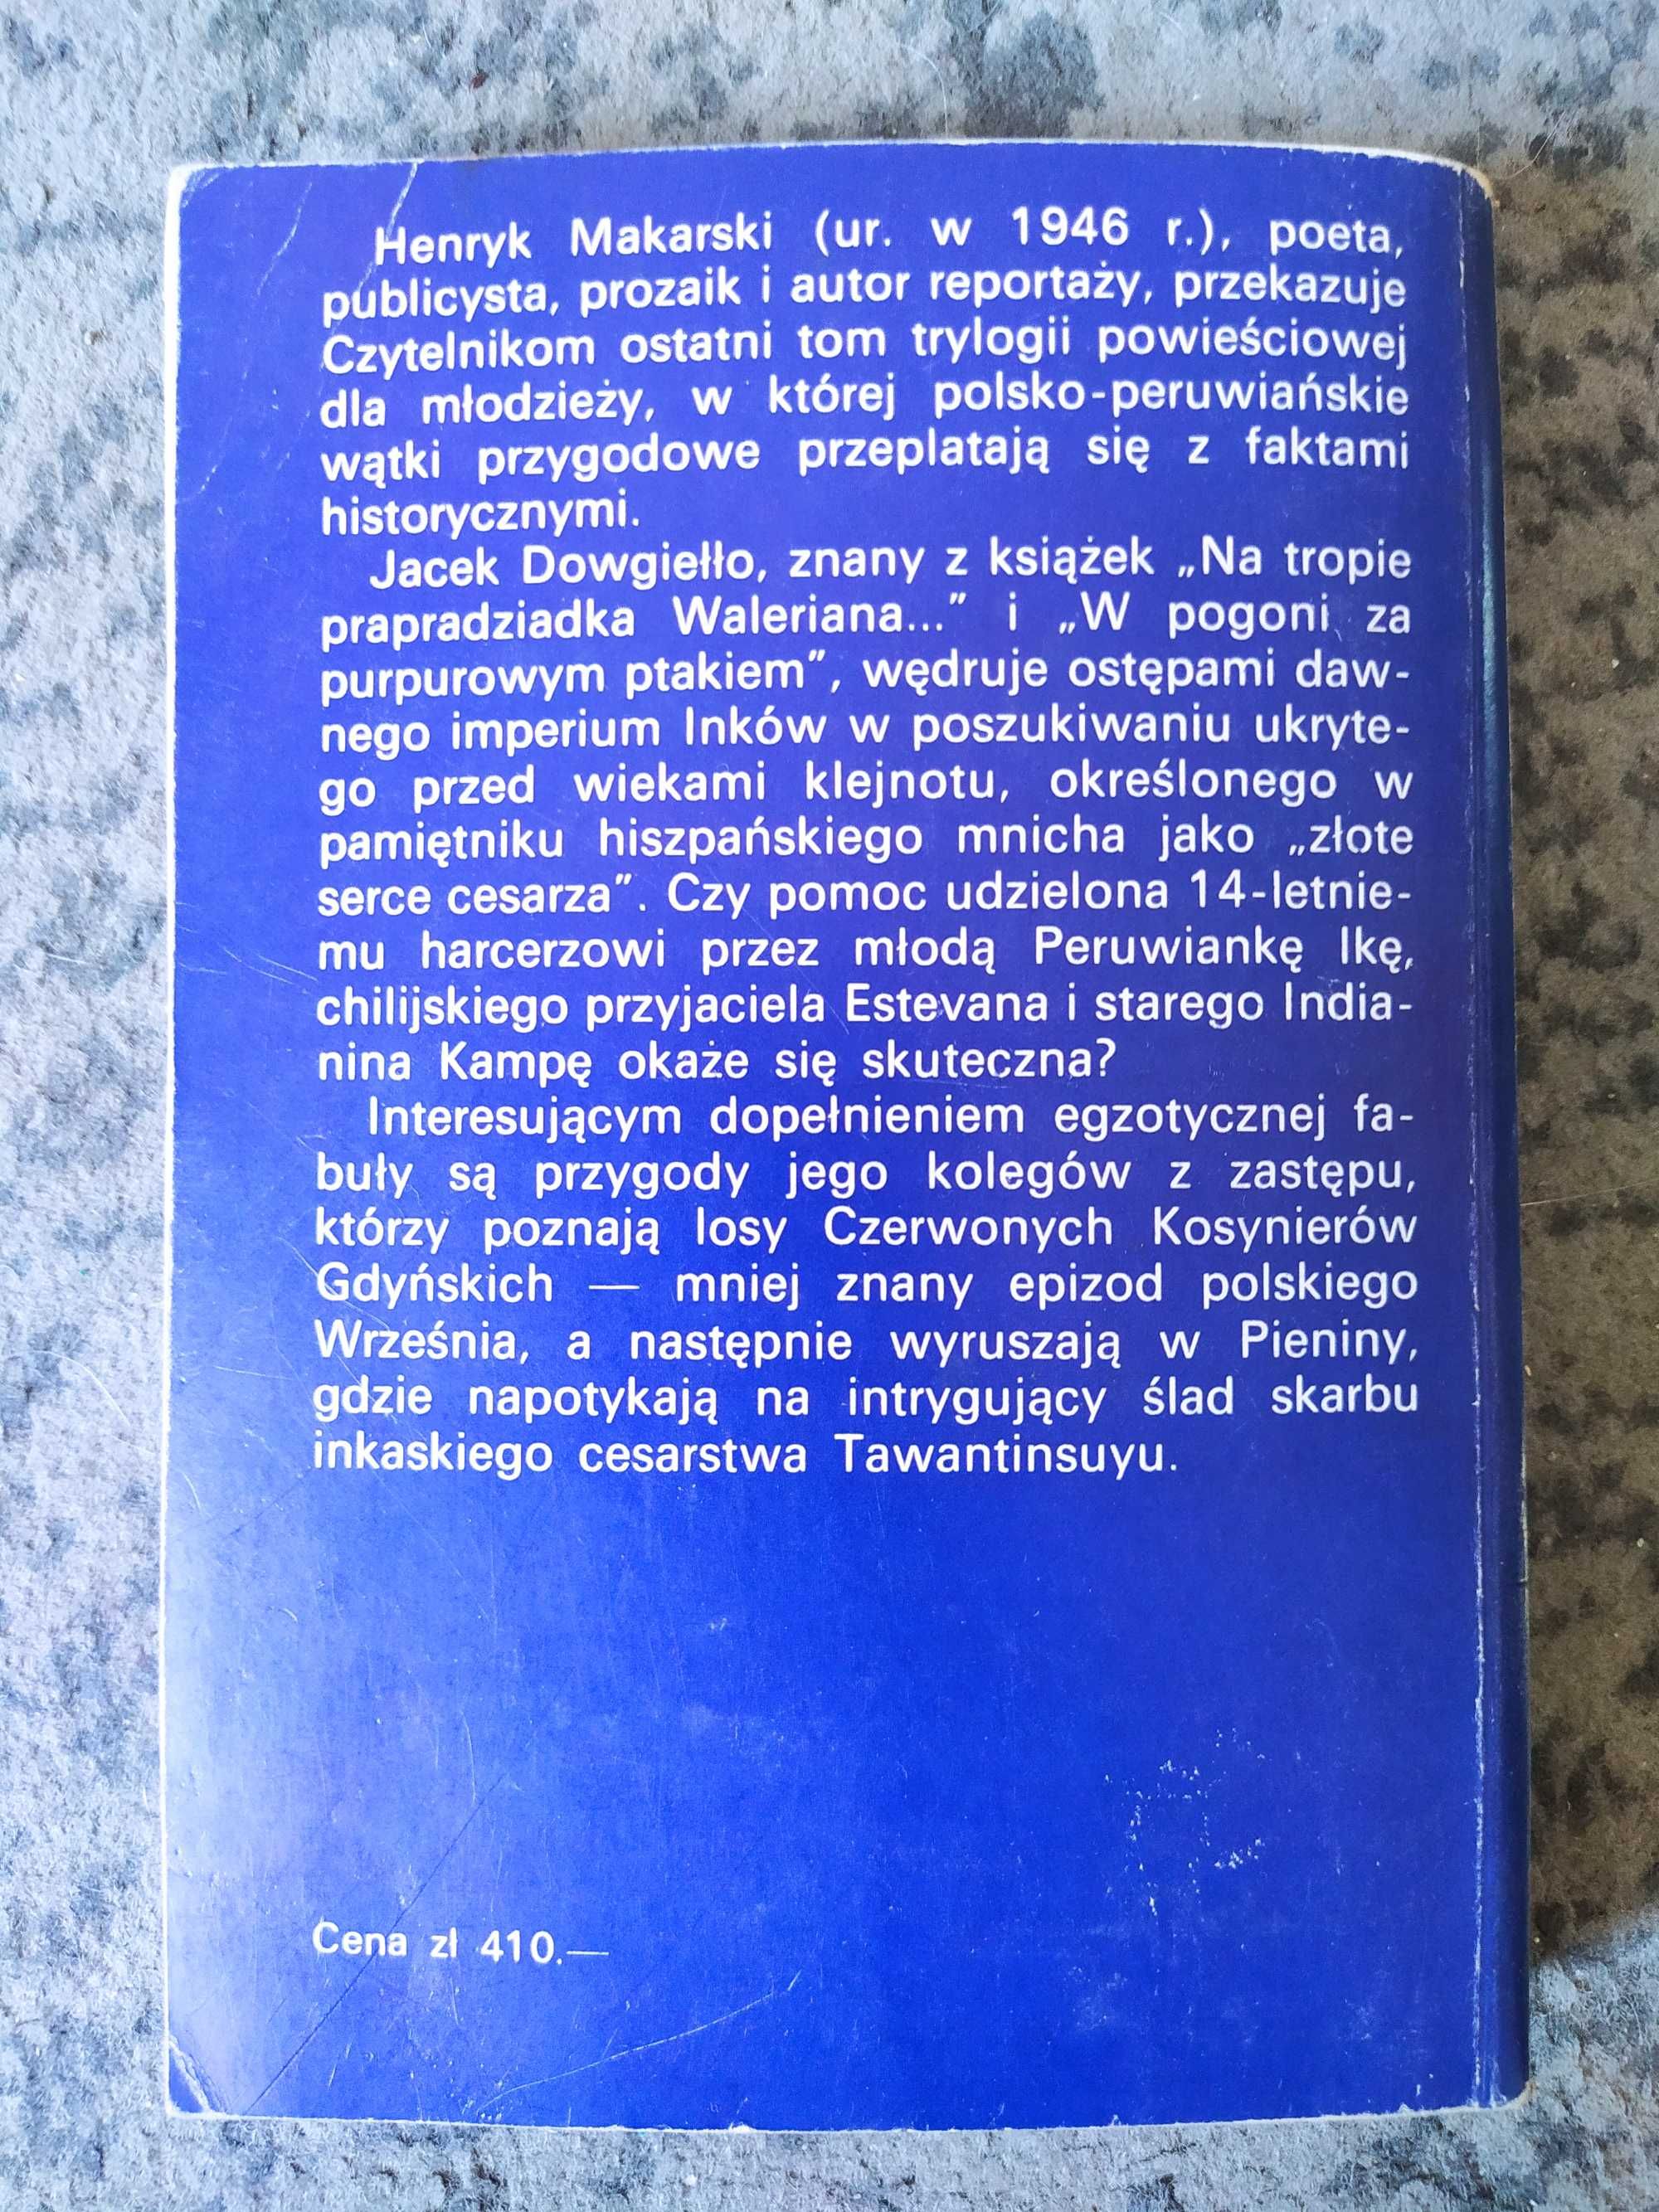 Henryk Makarski (ur. w 1946 r.), poeta,
publicysta, prozaik i autor reportaży, przekazuje
Czytelnikom ostatni tom trylogii powieściowej
dla młodzieży, w której polsko-peruwiańskie
wątki przygodowe przeplatają się z faktami
historycznymi.
Jacek Dowgiełło, znany z książek „Na tropie
prapradziadka Waleriana...” i „W pogoni za
purpurowym ptakiem”, wędruje ostępami daw-
nego imperium Inków w poszukiwaniu ukryte-
go przed wiekami klejnotu, określonego w
pamiętniku hiszpańskiego mnicha jako „złote
serce cesarza”. Czy pomoc udzielona 14-letnie-
mu harcerzowi przez młodą Peruwiankę Ikę,
chilijskiego przyjaciela Estevana i starego India-
nina Kampę okaże się skuteczna?
Interesującym dopełnieniem egzotycznej fa-
buły są przygody jego kolegów z zastępu,
którzy poznają losy Czerwonych Kosynierów
Gdyńskich — mniej znany epizod polskiego
Września, a następnie wyruszają w Pieniny,
gdzie napotykają na intrygujący ślad skarbu
inkaskiego cesarstwa Tawantinsuyu.
Cena zł 410.—